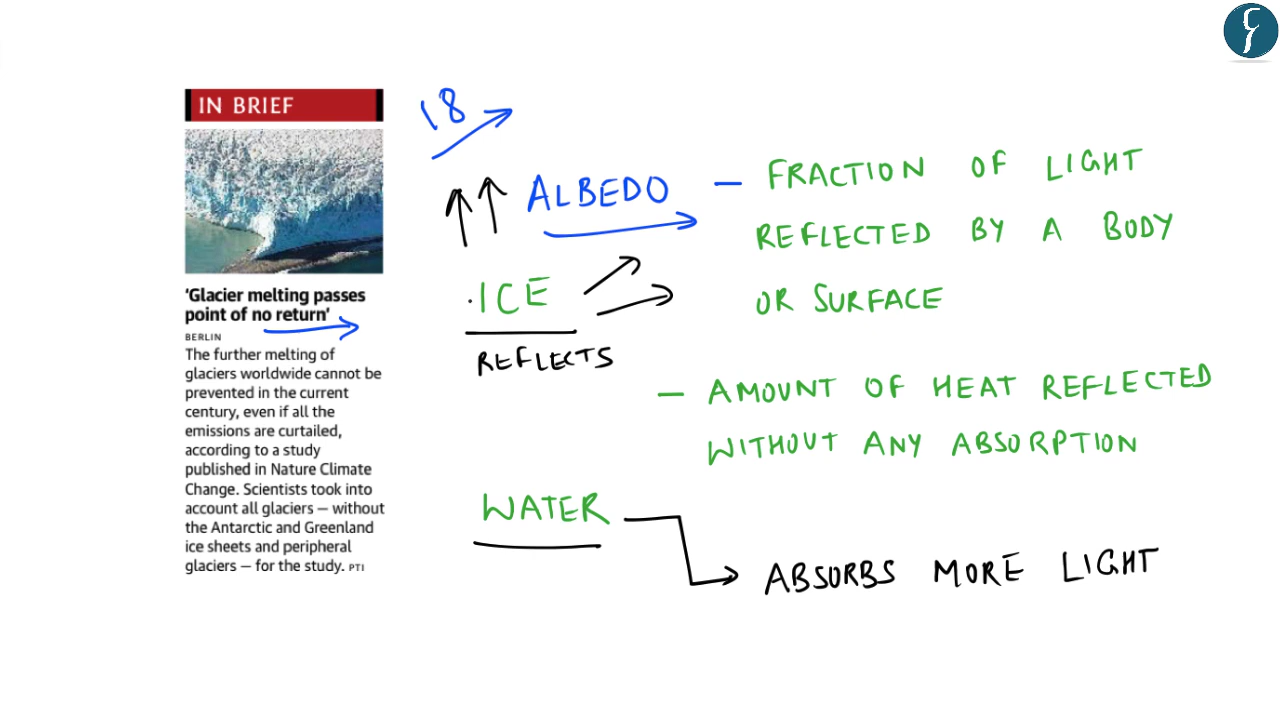 IN BRIEF
'Glacier melting passes
point of no return'
BERLIN
The further melting of
glaciers worldwide cannot be
prevented in the current
century, even if all the
emissions are curtailed,
according to a study
published in Nature Climate
Change. Scientists took into
account all glaciers — without
the Antarctic and Greenland
ice sheets and peripheral
glaciers — for the study. PTI
18
ALBEDO – FRACTION OF LIGHT
REFLECTED BY A BODY
OR SURFACE
ICE
REFLECTS
– AMOUNT OF HEAT REFLECTED
WITHOUT ANY ABSORPTION
WATER
ABSORBS MORE LIGHT